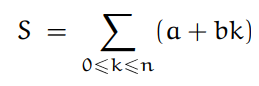 S = ∑ (a + bk)
0⩽k⩽n